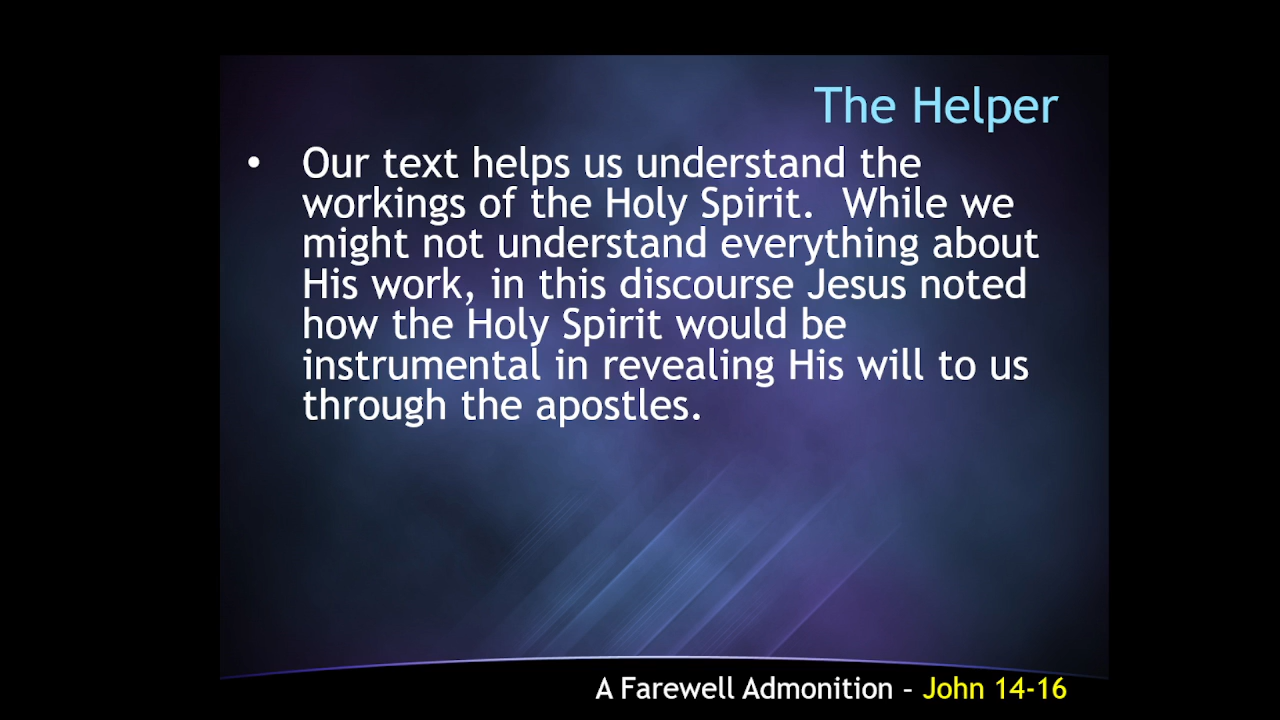 The Helper
• Our text helps us understand the
workings of the Holy Spirit.  While we
might not understand everything about
His work, in this discourse Jesus noted
how the Holy Spirit would be
instrumental in revealing His will to us
through the apostles.
A Farewell Admonition – John 14-16